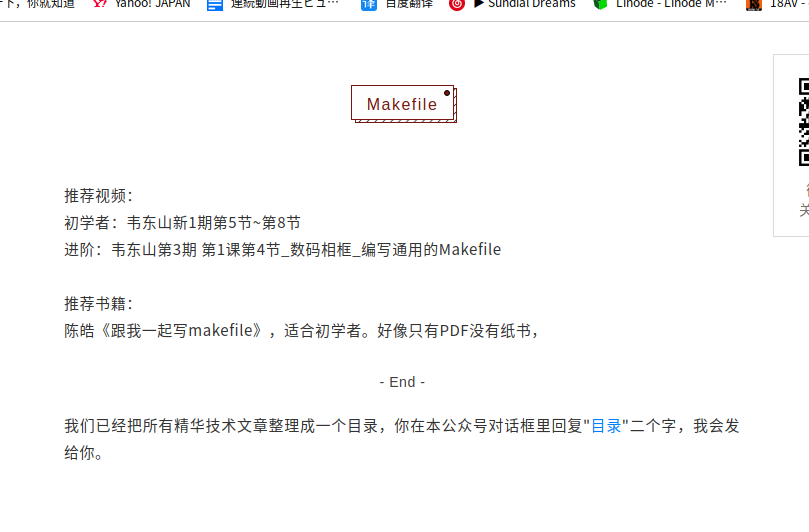 下，你就知道 Yahoo! JAPAN 連続動画再生ビュ… 译 百度翻译 ▶ Sundial Dreams Linode - Linode M… 18AV -
Makefile
推荐视频：
初学者：韦东山新1期第5节~第8节
进阶：韦东山第3期 第1课第4节_数码相框_编写通用的Makefile
推荐书籍：
陈皓《跟我一起写makefile》，适合初学者。好像只有PDF没有纸书，
- End -
我们已经把所有精华技术文章整理成一个目录，你在本公众号对话框里回复"目录"二个字，我会发
给你。
关